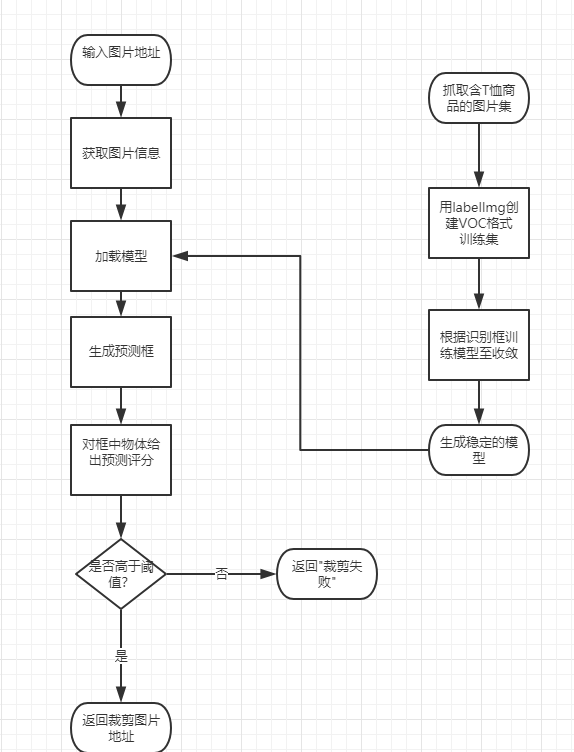 输入图片地址
获取图片信息
加载模型
生成预测框
对框中物体给
出预测评分
是否高于阈
值?
否
返回"裁剪失
败"
是
返回裁剪图片
地址
抓取含T恤商
品的图片集
用labelImg创
建VOC格式
训练集
根据识别框训
练模型至收敛
生成稳定的模
型